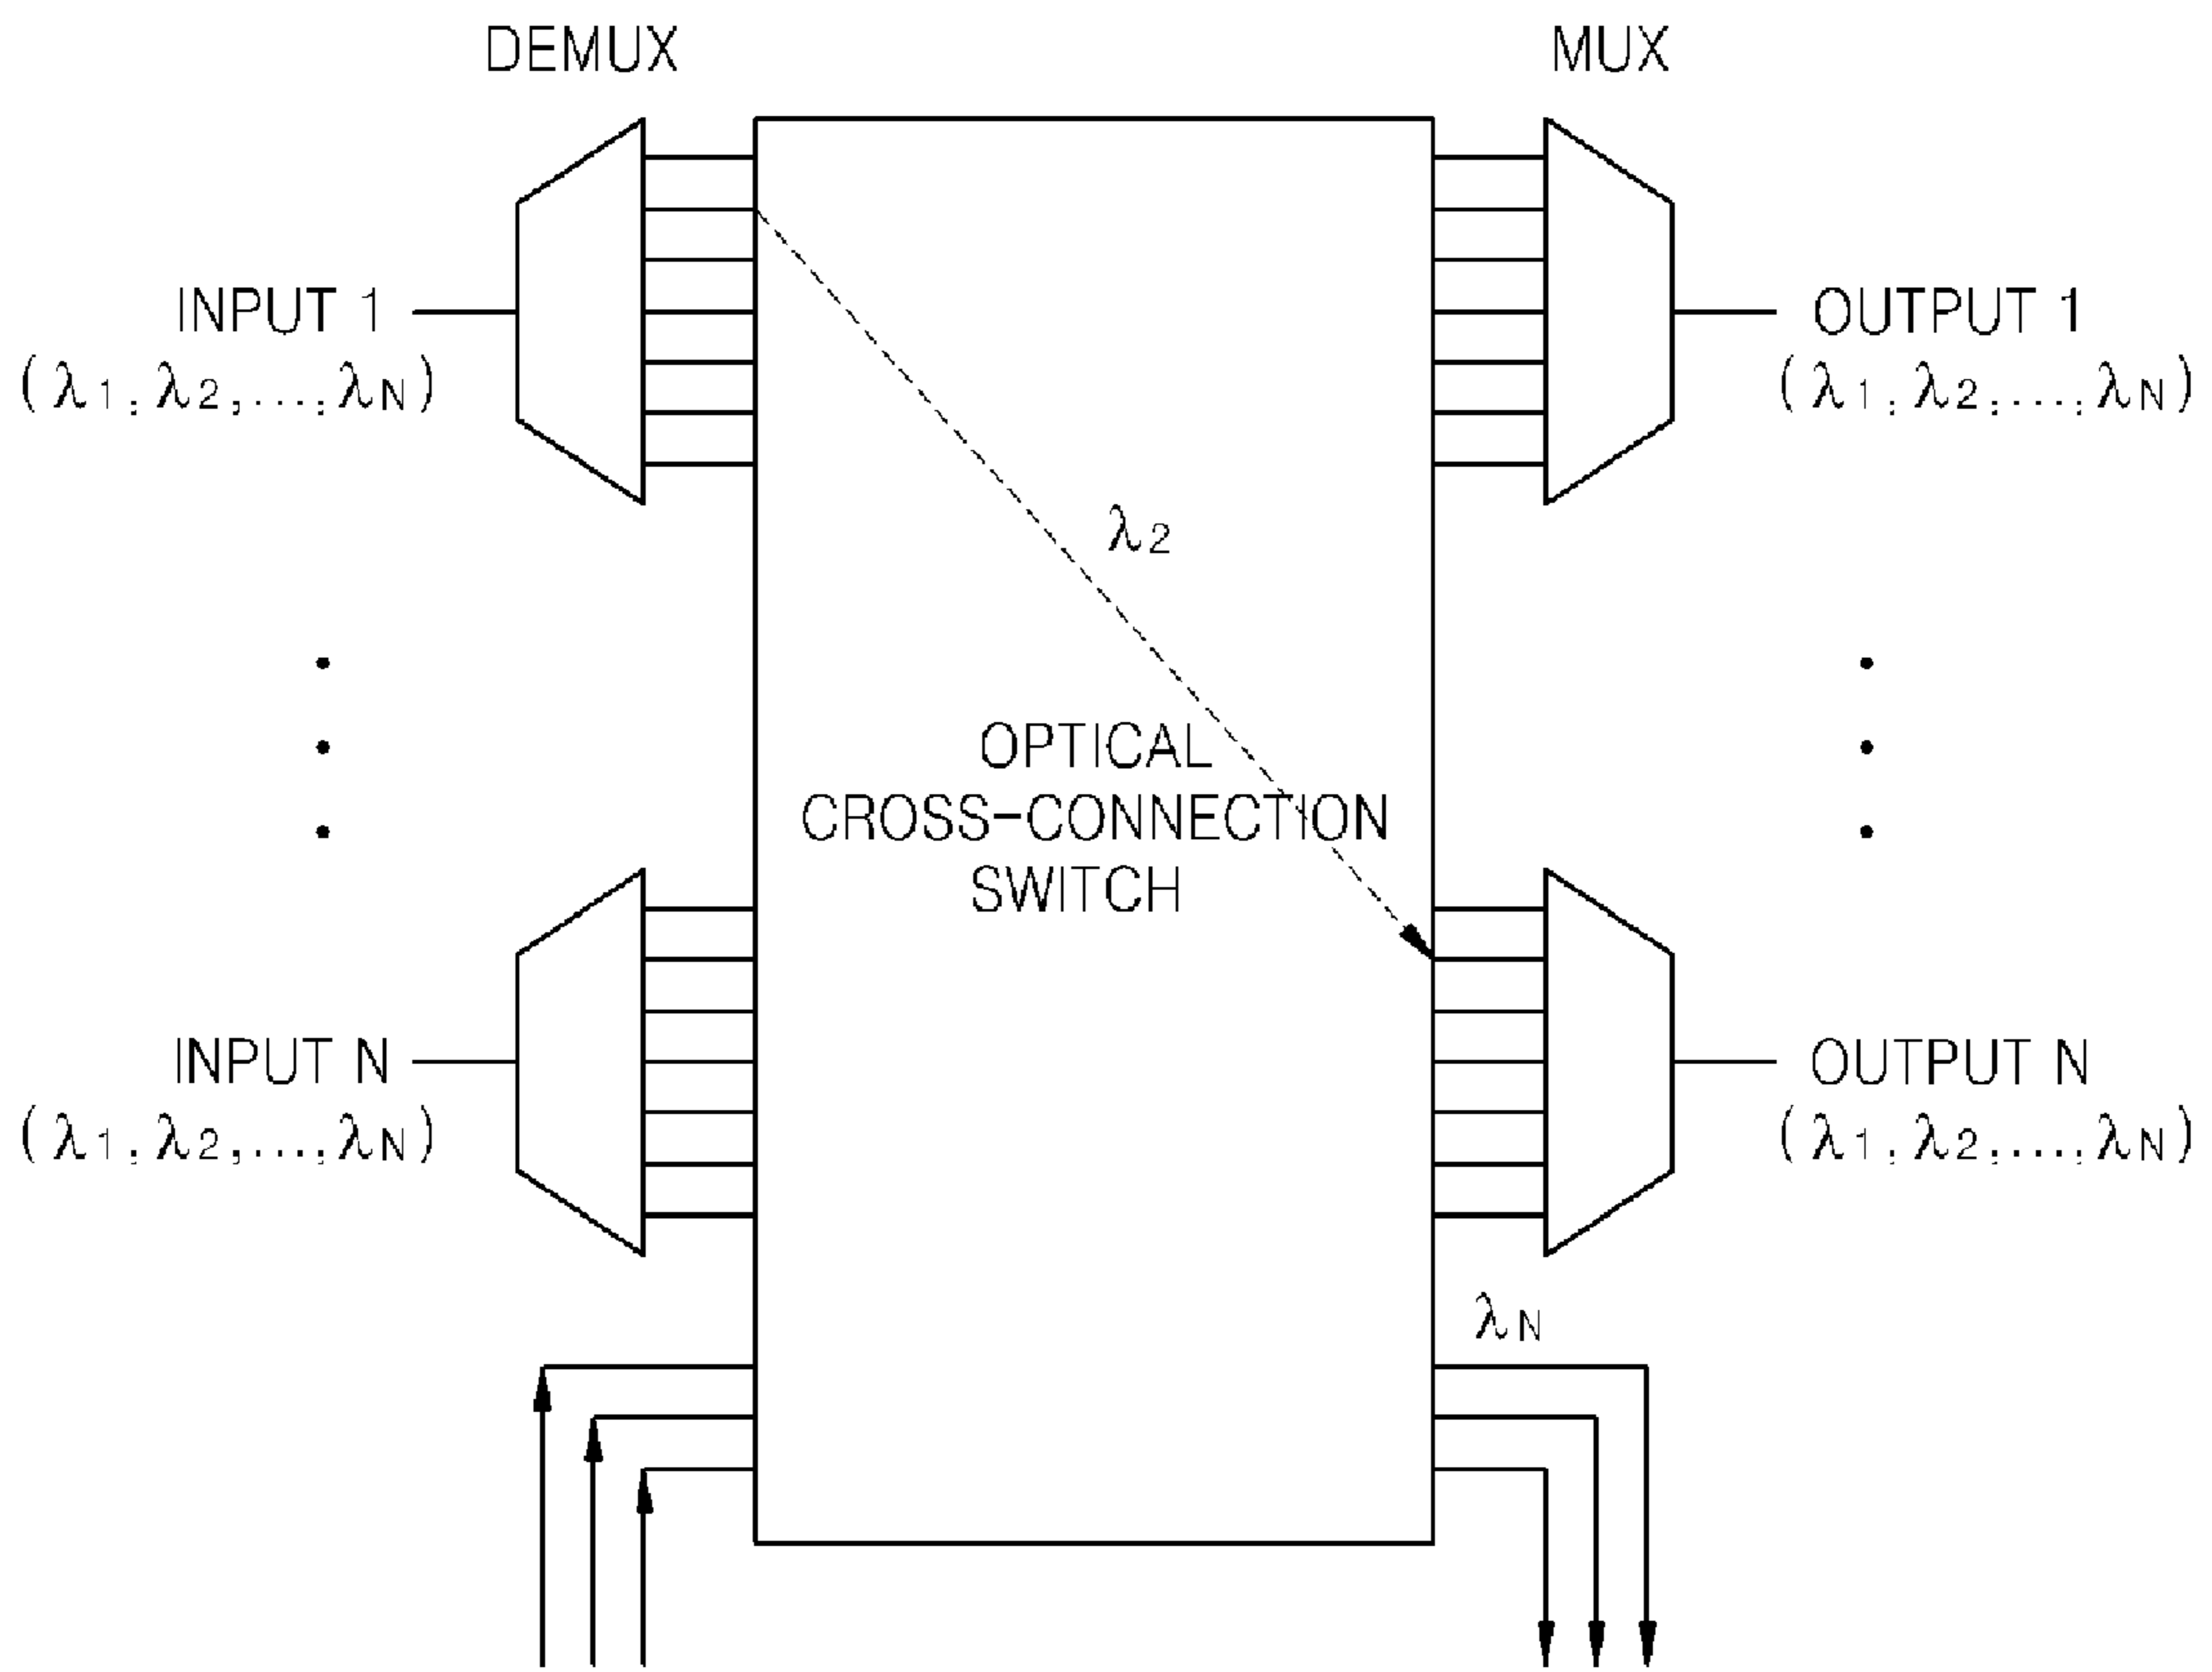 DEMUX
MUX
INPUT 1
(λ1, λ2, ..., λN)
OUTPUT 1
(λ1, λ2, ..., λN)
λ2
OPTICAL
CROSS-CONNECTION
SWITCH
INPUT N
(λ1, λ2, ..., λN)
OUTPUT N
(λ1, λ2, ..., λN)
λN